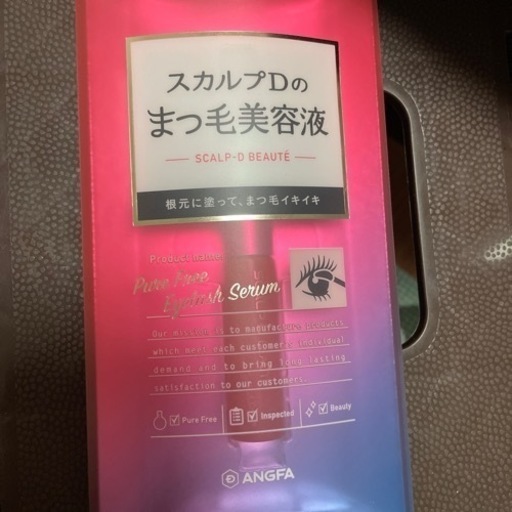 スカルプDの
まつ毛美容液
SCALP-D BEAUTÉ
根元に塗って、まつ毛イキイキ
Product name
Pure Free
Eyelash Serum
Our mission is to manufacture products
which meet each customer's individual
demand and to bring long lasting
satisfaction to our customers.
Pure Free
Inspected
Beauty
ANGFA